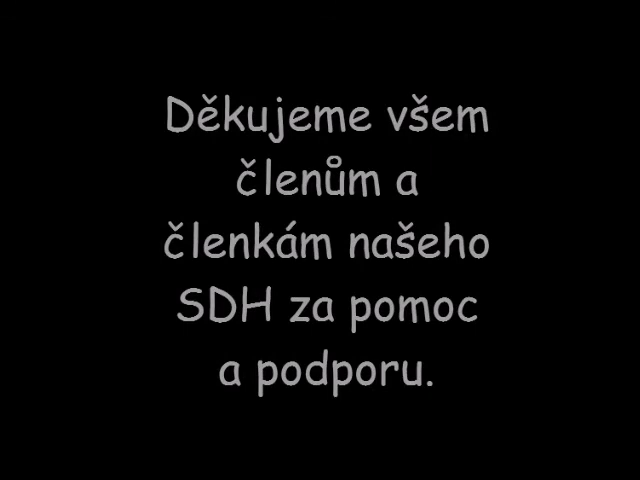 Děkujeme všem
členům a
členkám našeho
SDH za pomoc
a podporu.